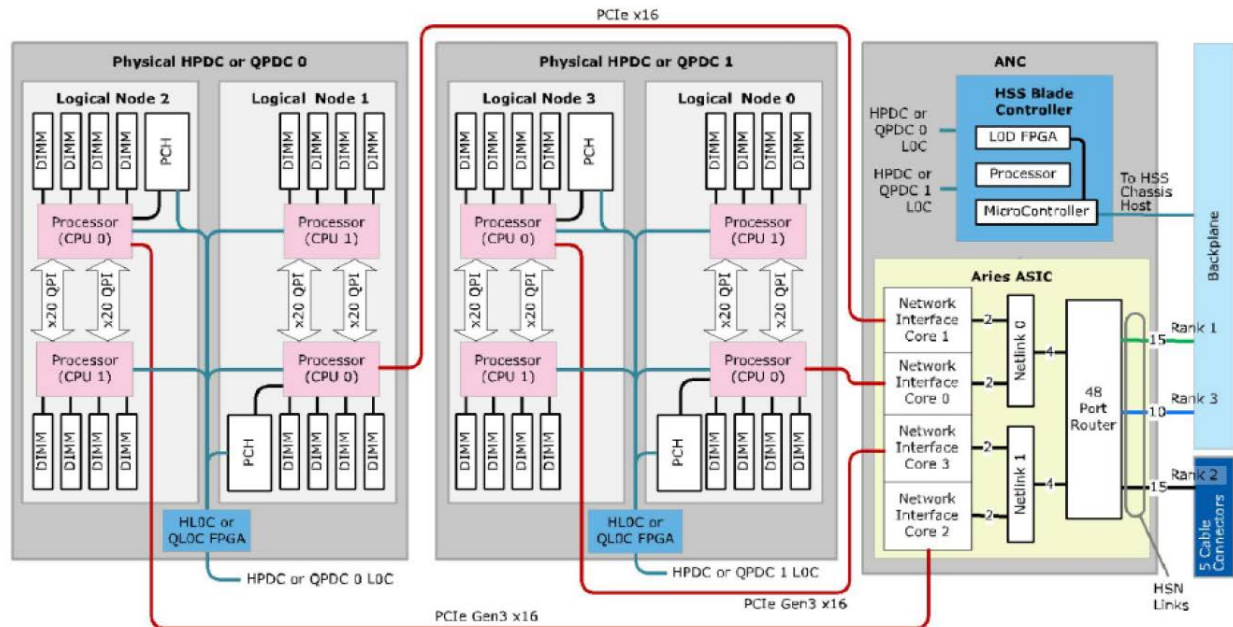 PCIe x16
Physical HPDC or QPDC 0
Logical Node 2
Logical Node 1
DIMM
DIMM
DIMM
DIMM
PCH
DIMM
DIMM
DIMM
DIMM
Processor
(CPU 0)
Processor
(CPU 1)
x20 QPI
x20 QPI
x20 QPI
x20 QPI
Processor
(CPU 1)
Processor
(CPU 0)
DIMM
DIMM
DIMM
DIMM
PCH
DIMM
DIMM
DIMM
DIMM
HL0C or
QL0C FPGA
HPDC or QPDC 0 L0C
Physical HPDC or QPDC 1
Logical Node 3
Logical Node 0
DIMM
DIMM
DIMM
DIMM
PCH
DIMM
DIMM
DIMM
DIMM
Processor
(CPU 0)
Processor
(CPU 1)
x20 QPI
x20 QPI
x20 QPI
x20 QPI
Processor
(CPU 1)
Processor
(CPU 0)
DIMM
DIMM
DIMM
DIMM
PCH
DIMM
DIMM
DIMM
DIMM
HL0C or
QL0C FPGA
HPDC or QPDC 1 L0C
PCIe Gen3 x16
PCIe Gen3 x16
ANC
HSS Blade
Controller
HPDC or
QPDC 0
L0C
L0D FPGA
HPDC or
QPDC 1
L0C
Processor
MicroController
To HSS
Chassis
Host
Backplane
Aries ASIC
Network
Interface
Core 1
2
Netlink 0
4
Network
Interface
Core 0
2
Network
Interface
Core 3
2
Netlink 1
4
Network
Interface
Core 2
2
48
Port
Router
15
Rank 1
10
Rank 3
15
Rank 2
5 Cable
Connectors
HSN
Links